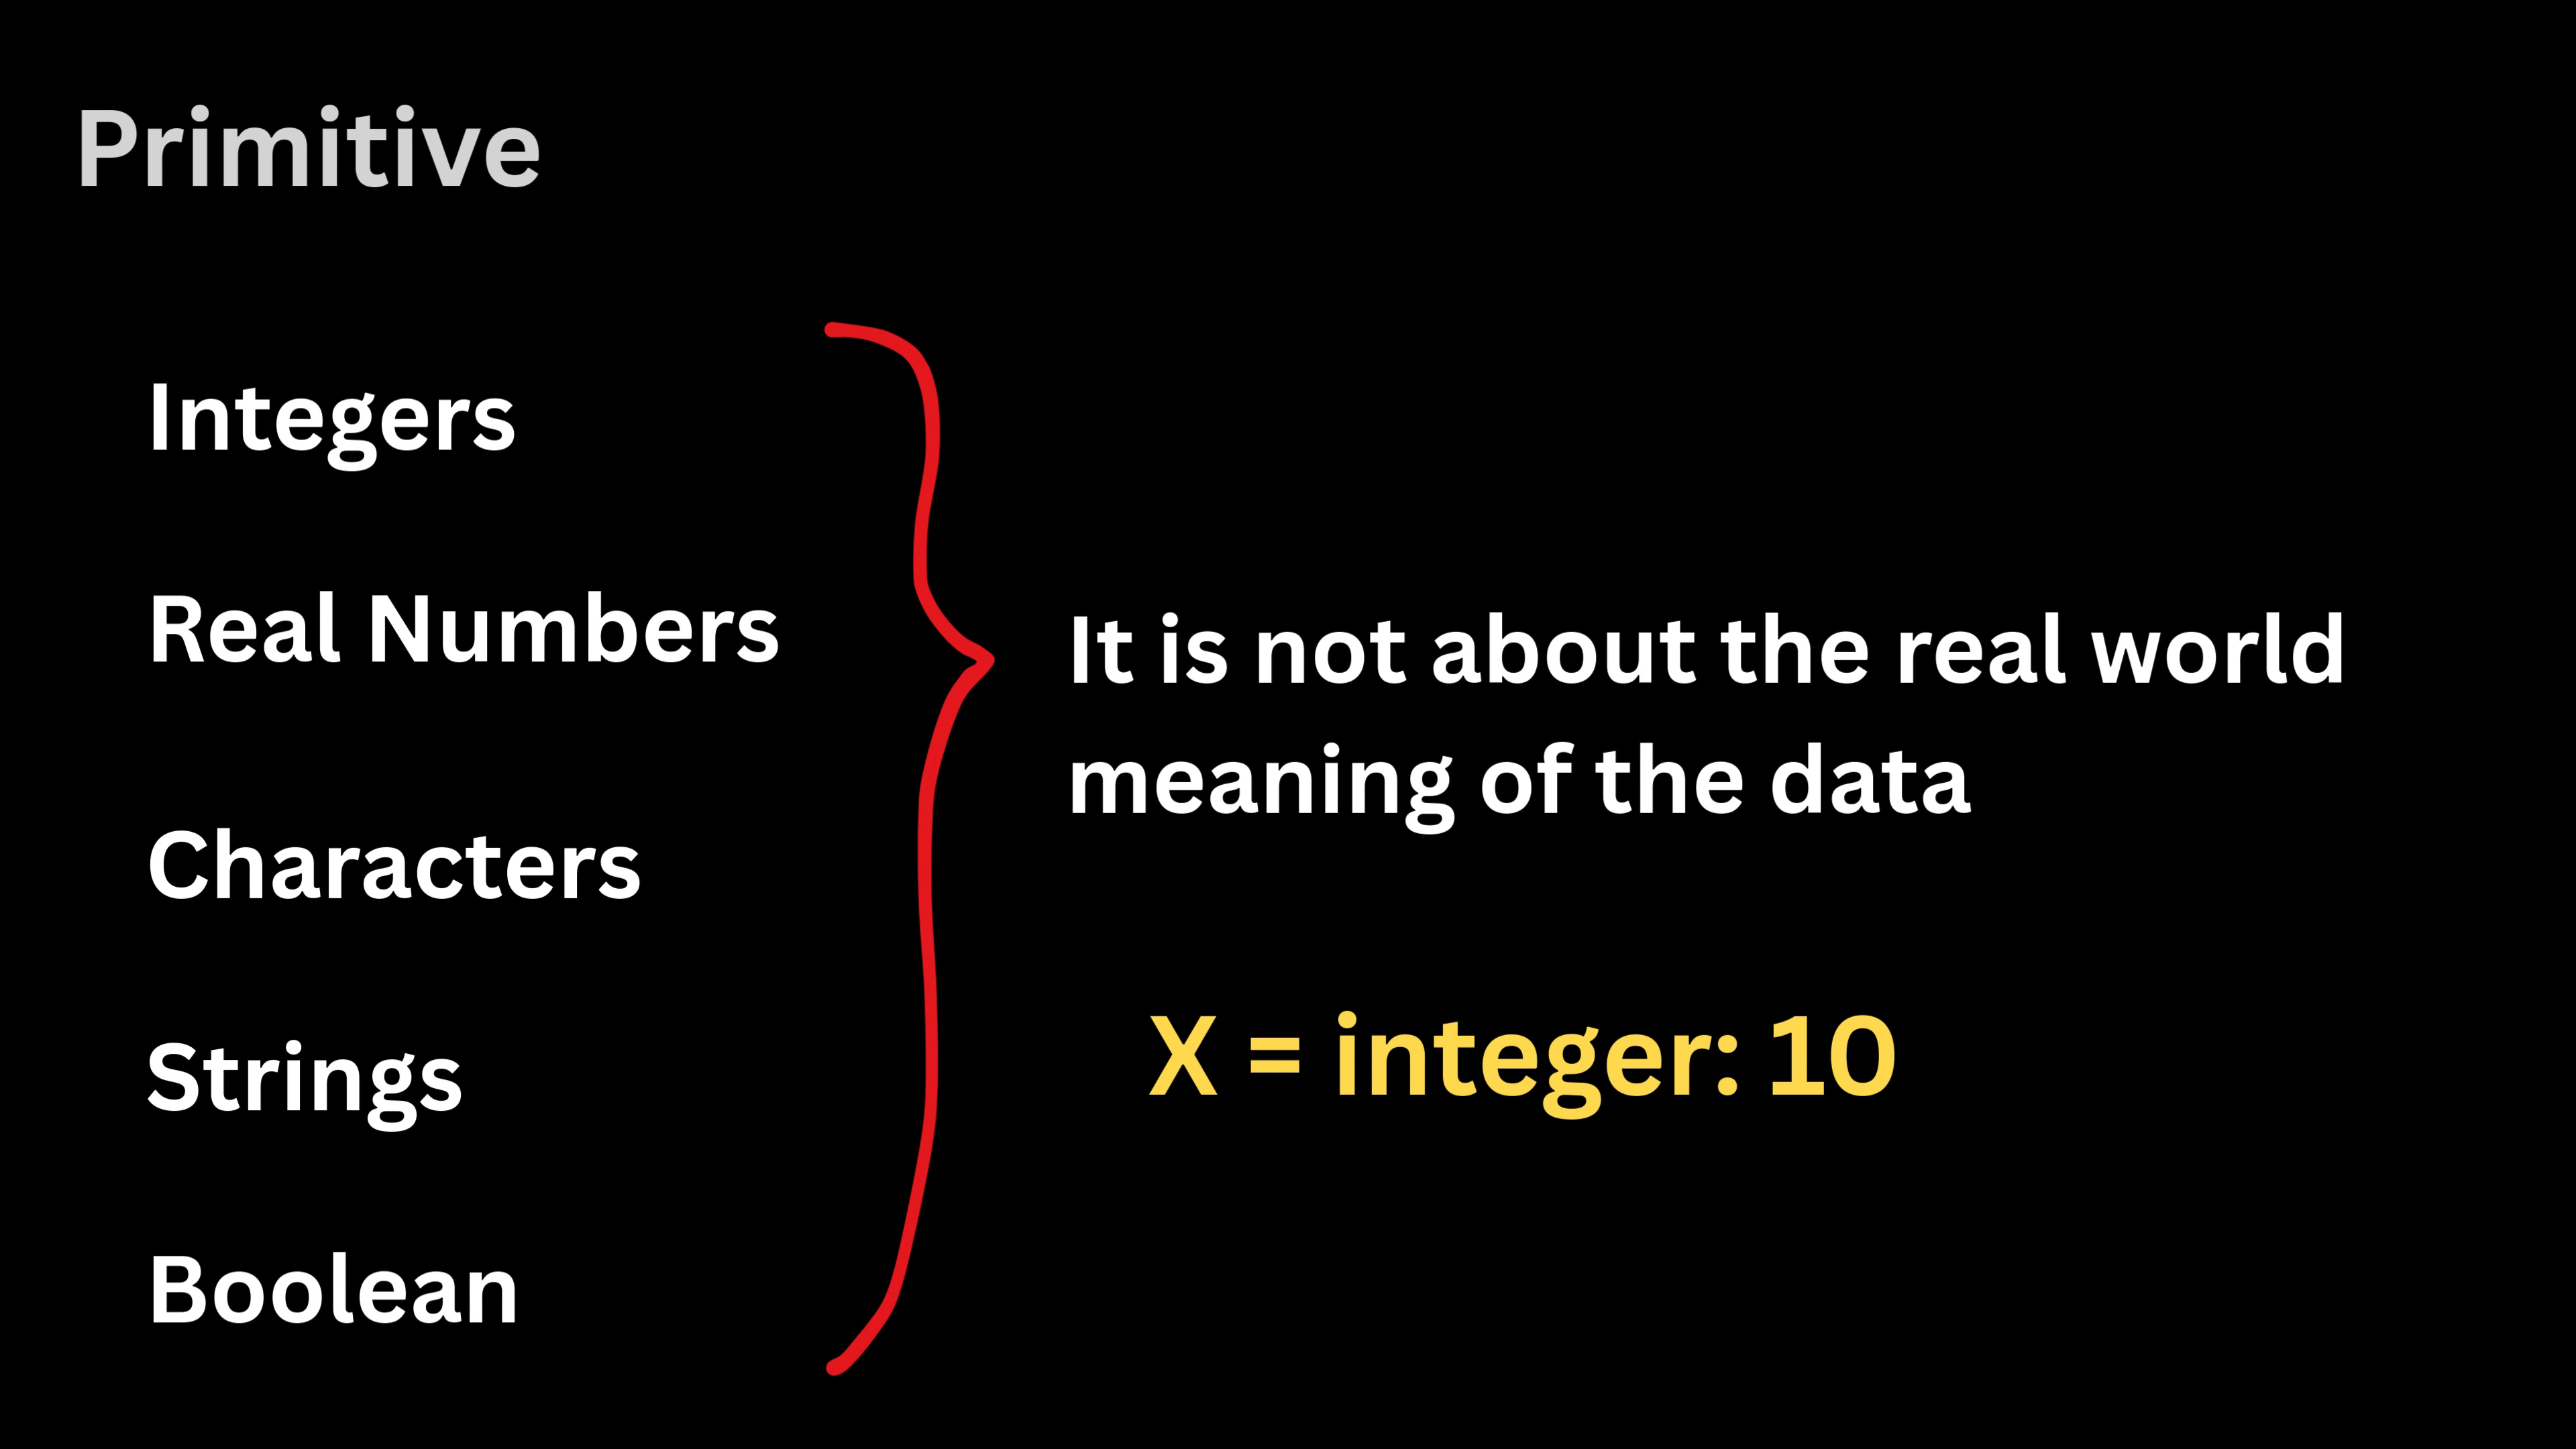 Primitive
Integers
Real Numbers
Characters
Strings
Boolean
It is not about the real world
meaning of the data
X = integer: 10